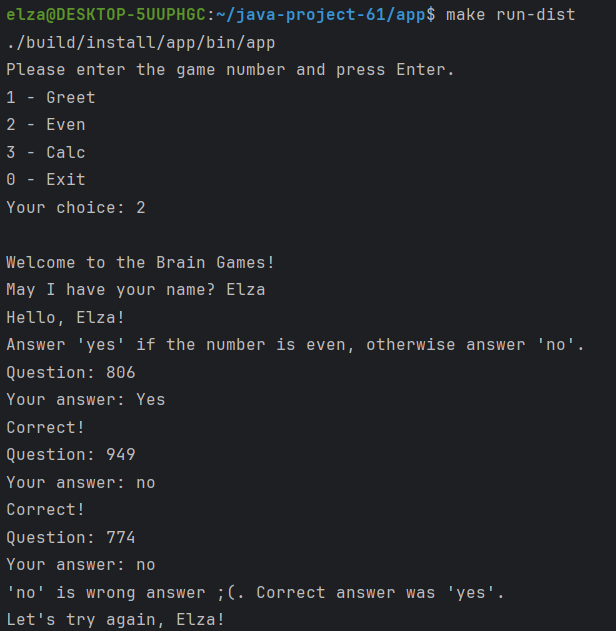 elza@DESKTOP-5UUPH6C:~/java-project-61/app$ make run-dist
./build/install/app/bin/app
Please enter the game number and press Enter.
1 - Greet
2 - Even
3 - Calc
0 - Exit
Your choice: 2
Welcome to the Brain Games!
May I have your name? Elza
Hello, Elza!
Answer 'yes' if the number is even, otherwise answer 'no'.
Question: 806
Your answer: Yes
Correct!
Question: 949
Your answer: no
Correct!
Question: 774
Your answer: no
'no' is wrong answer ;(. Correct answer was 'yes'.
Let's try again, Elza!